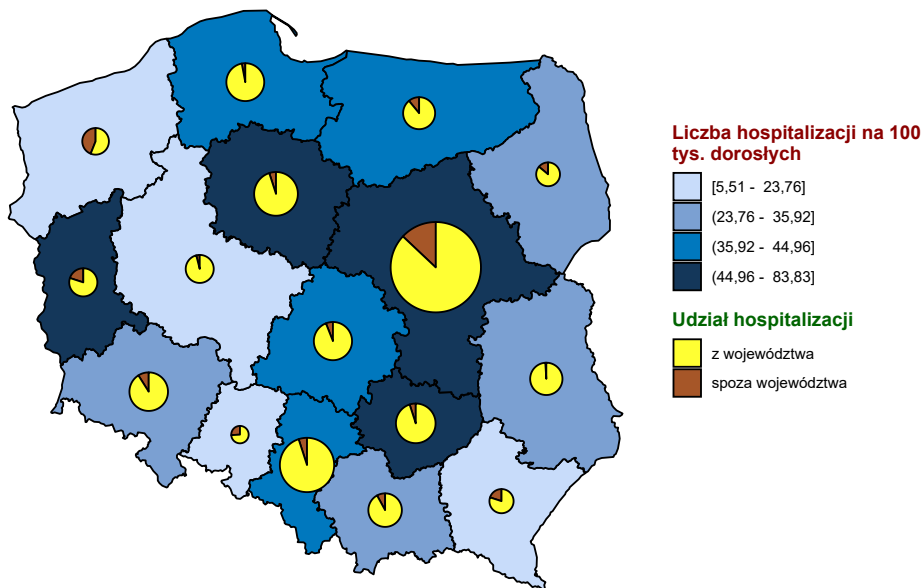 Liczba hospitalizacji na 100
tys. dorosłych
[5,51 - 23,76]
(23,76 - 35,92]
(35,92 - 44,96]
(44,96 - 83,83]
Udział hospitalizacji
z województwa
spoza województwa